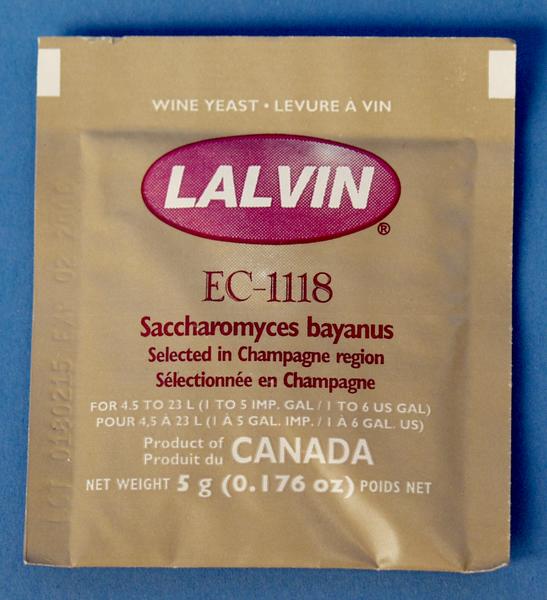 WINE YEAST • LEVURE À VIN
LALVIN
®
EC-1118
Saccharomyces bayanus
Selected in Champagne region
Sélectionnée en Champagne
FOR 4.5 TO 23 L (1 TO 5 IMP. GAL / 1 TO 6 US GAL)
POUR 4,5 À 23 L (1 À 5 GAL. IMP. / 1 À 6 GAL. US)
Product of
Produit du CANADA
NET WEIGHT 5 g (0.176 oz) POIDS NET
LOT